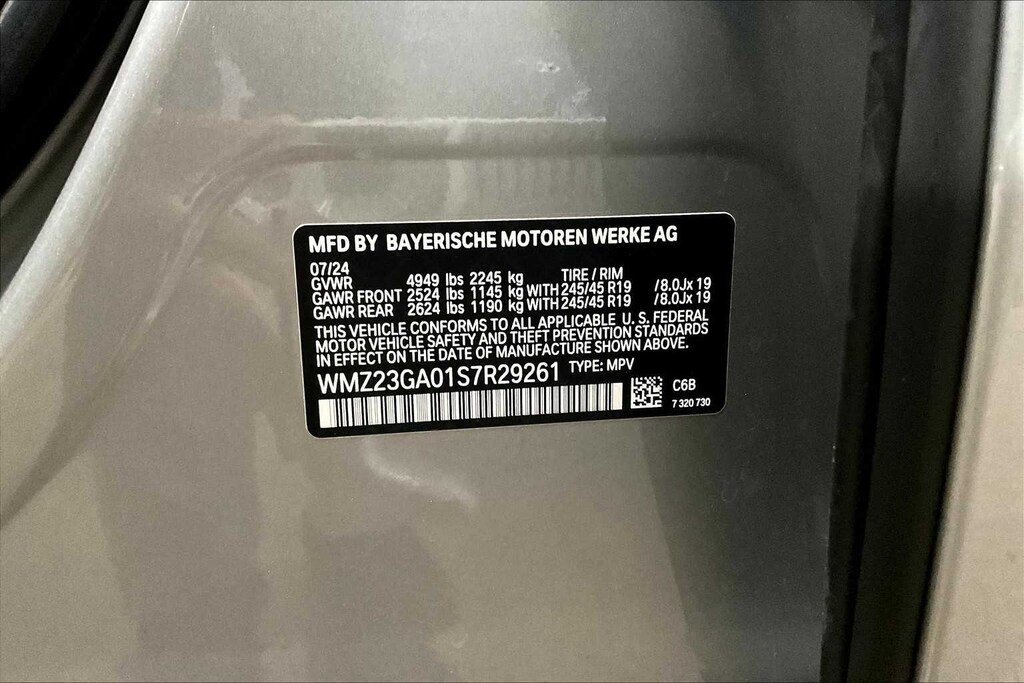 MFD BY BAYERISCHE MOTOREN WERKE AG
07/24
GVWR 4949 lbs 2245 kg TIRE / RIM
GAWR FRONT 2524 lbs 1145 kg WITH 245/45 R19 /8.0Jx 19
GAWR REAR 2624 lbs 1190 kg WITH 245/45 R19 /8.0Jx 19
THIS VEHICLE CONFORMS TO ALL APPLICABLE U. S. FEDERAL
MOTOR VEHICLE SAFETY AND THEFT PREVENTION STANDARDS
IN EFFECT ON THE DATE OF MANUFACTURE SHOWN ABOVE.
WMZ23GA01S7R29261 TYPE: MPV
C6B
7 320 730